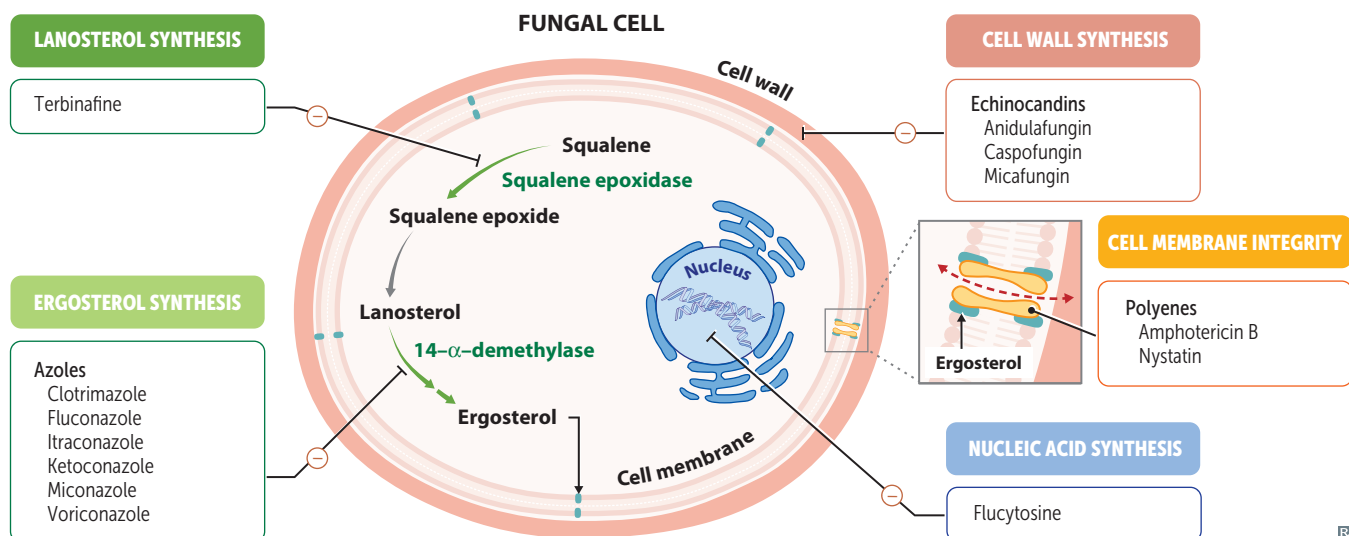 FUNGAL CELL
LANOSTEROL SYNTHESIS
Terbinafine
CELL WALL SYNTHESIS
Echinocandins
Anidulafungin
Caspofungin
Micafungin
Cell wall
Squalene
Squalene epoxidase
Squalene epoxide
Lanosterol
14–α–demethylase
Ergosterol
Nucleus
Cell membrane
ERGOSTEROL SYNTHESIS
Azoles
Clotrimazole
Fluconazole
Itraconazole
Ketoconazole
Miconazole
Voriconazole
Ergosterol
CELL MEMBRANE INTEGRITY
Polyenes
Amphotericin B
Nystatin
NUCLEIC ACID SYNTHESIS
Flucytosine